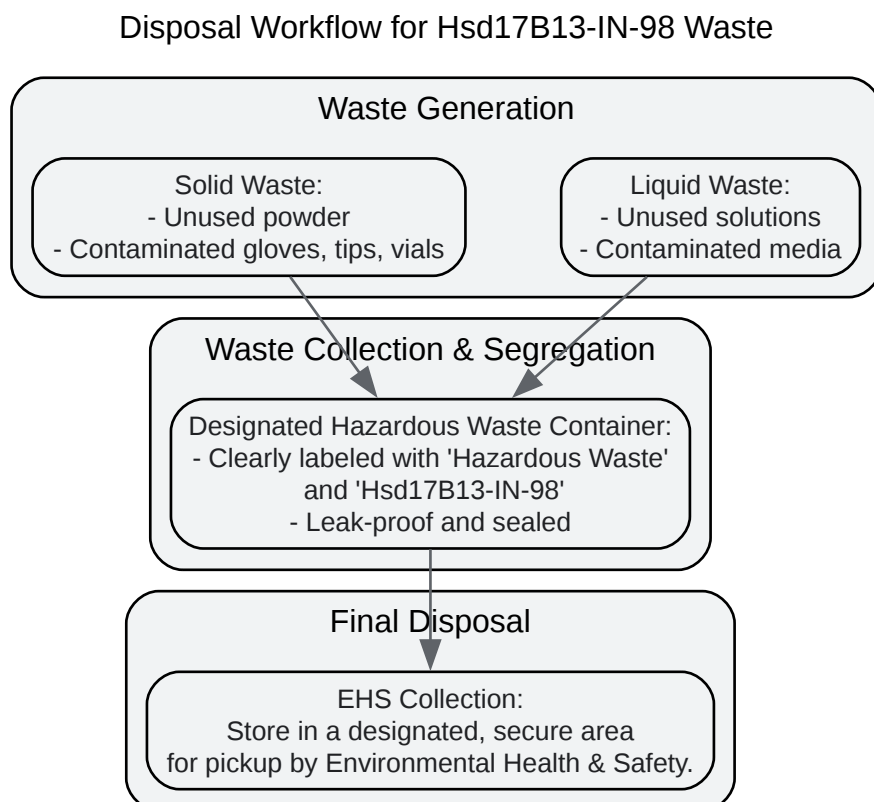 Disposal Workflow for Hsd17B13-IN-98 Waste
Waste Generation
Solid Waste:
- Unused powder
- Contaminated gloves, tips, vials
Liquid Waste:
- Unused solutions
- Contaminated media
Waste Collection & Segregation
Designated Hazardous Waste Container:
- Clearly labeled with 'Hazardous Waste'
and 'Hsd17B13-IN-98'
- Leak-proof and sealed
Final Disposal
EHS Collection:
Store in a designated, secure area
for pickup by Environmental Health & Safety.